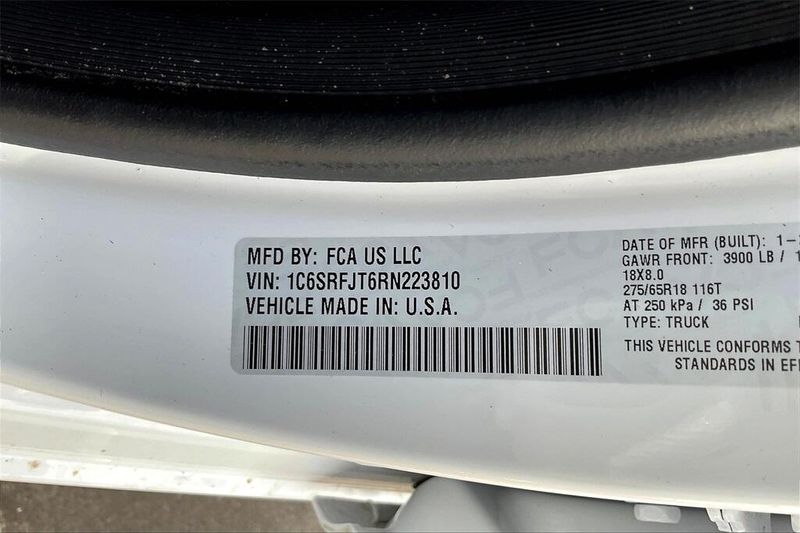 MFD BY: FCA US LLC
VIN: 1C6SRFJT6RN223810
VEHICLE MADE IN: U.S.A.
DATE OF MFR (BUILT): 1-
GAWR FRONT: 3900 LB /
18X8.0
275/65R18 116T
AT 250 kPa / 36 PSI
TYPE: TRUCK
THIS VEHICLE CONFORMS
STANDARDS IN